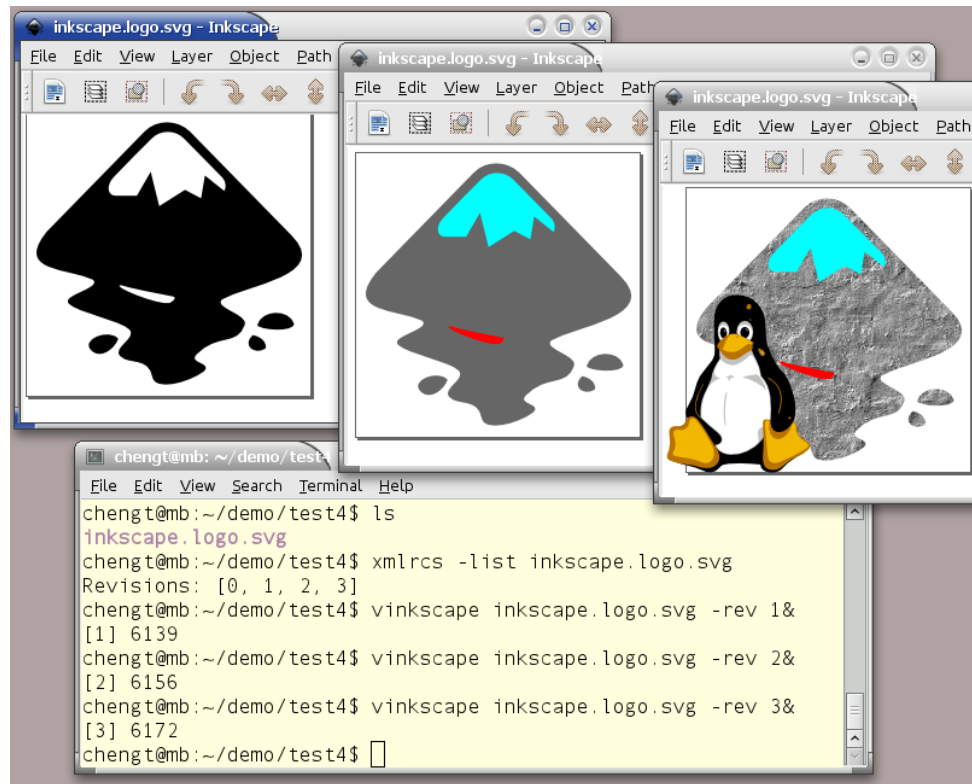 inkscape.logo.svg - Inkscape
File Edit View Layer Object Path
inkscape.logo.svg - Inkscape
File Edit View Layer Object Path
inkscape.logo.svg - Inkscape
File Edit View Layer Object Path
chengt@mb: ~/demo/test4
File Edit View Search Terminal Help
chengt@mb:~/demo/test4$ ls
inkscape.logo.svg
chengt@mb:~/demo/test4$ xmlrcs -list inkscape.logo.svg
Revisions: [0, 1, 2, 3]
chengt@mb:~/demo/test4$ vinkscape inkscape.logo.svg -rev 1&
[1] 6139
chengt@mb:~/demo/test4$ vinkscape inkscape.logo.svg -rev 2&
[2] 6156
chengt@mb:~/demo/test4$ vinkscape inkscape.logo.svg -rev 3&
[3] 6172
chengt@mb:~/demo/test4$